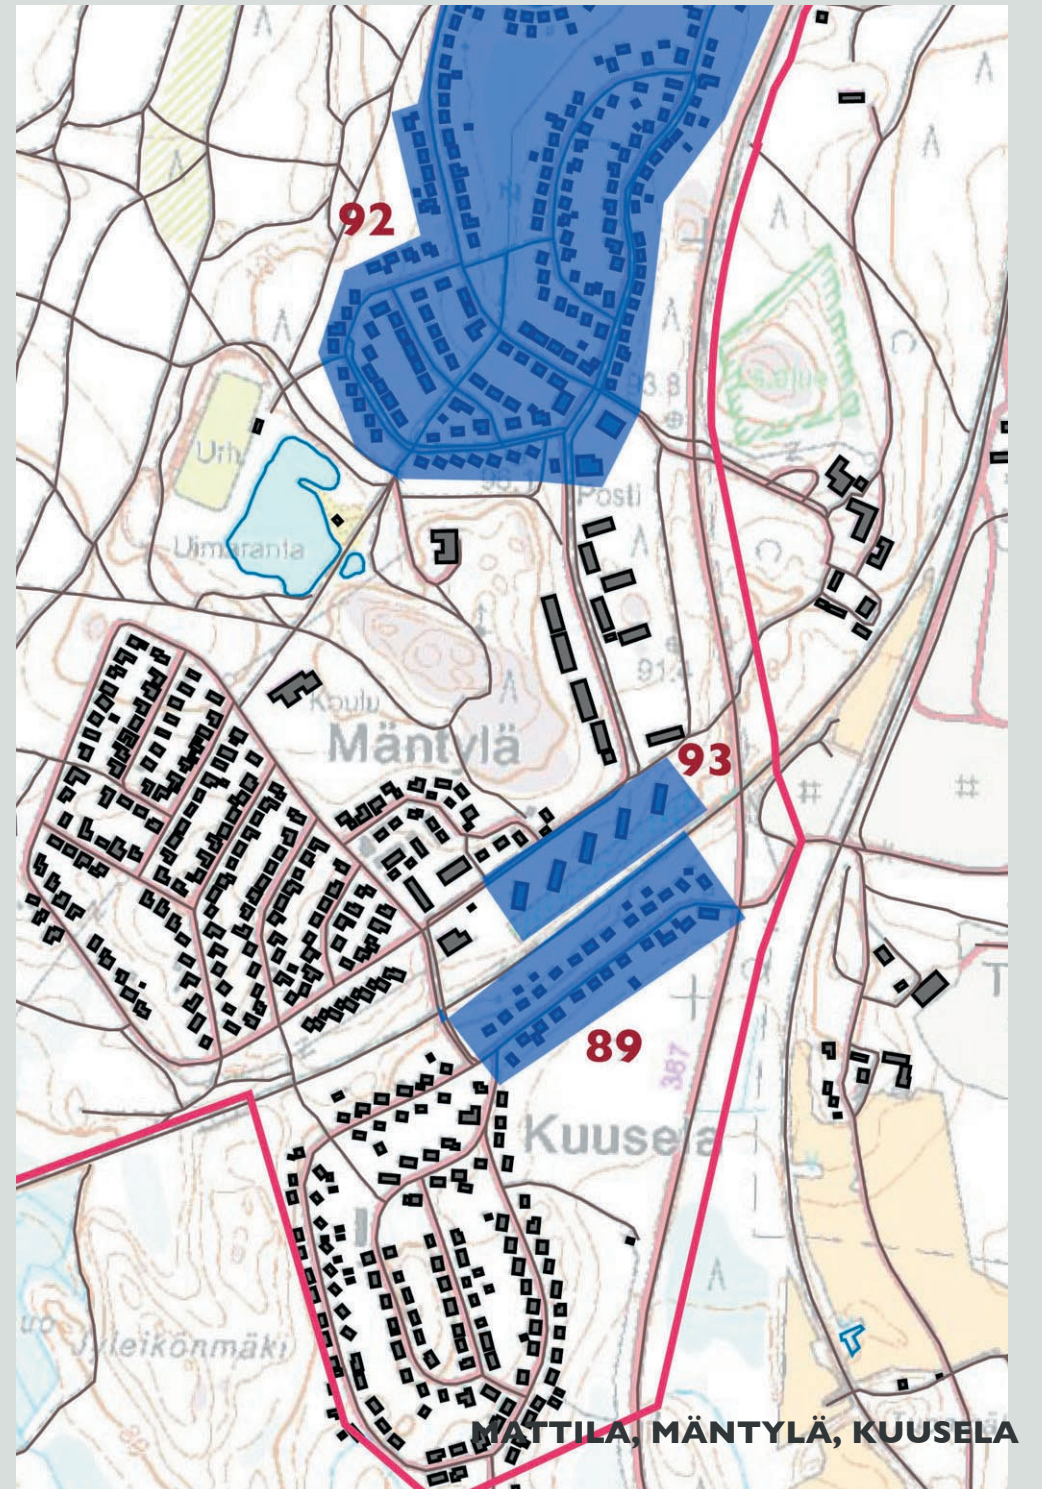 92
93.8
Urh.
Posti
Uimaranta
91.4
Koulu
Mäntylä
93
89
387
Kuusela
Jyleikönmäki
MATTILA, MÄNTYLÄ, KUUSELA